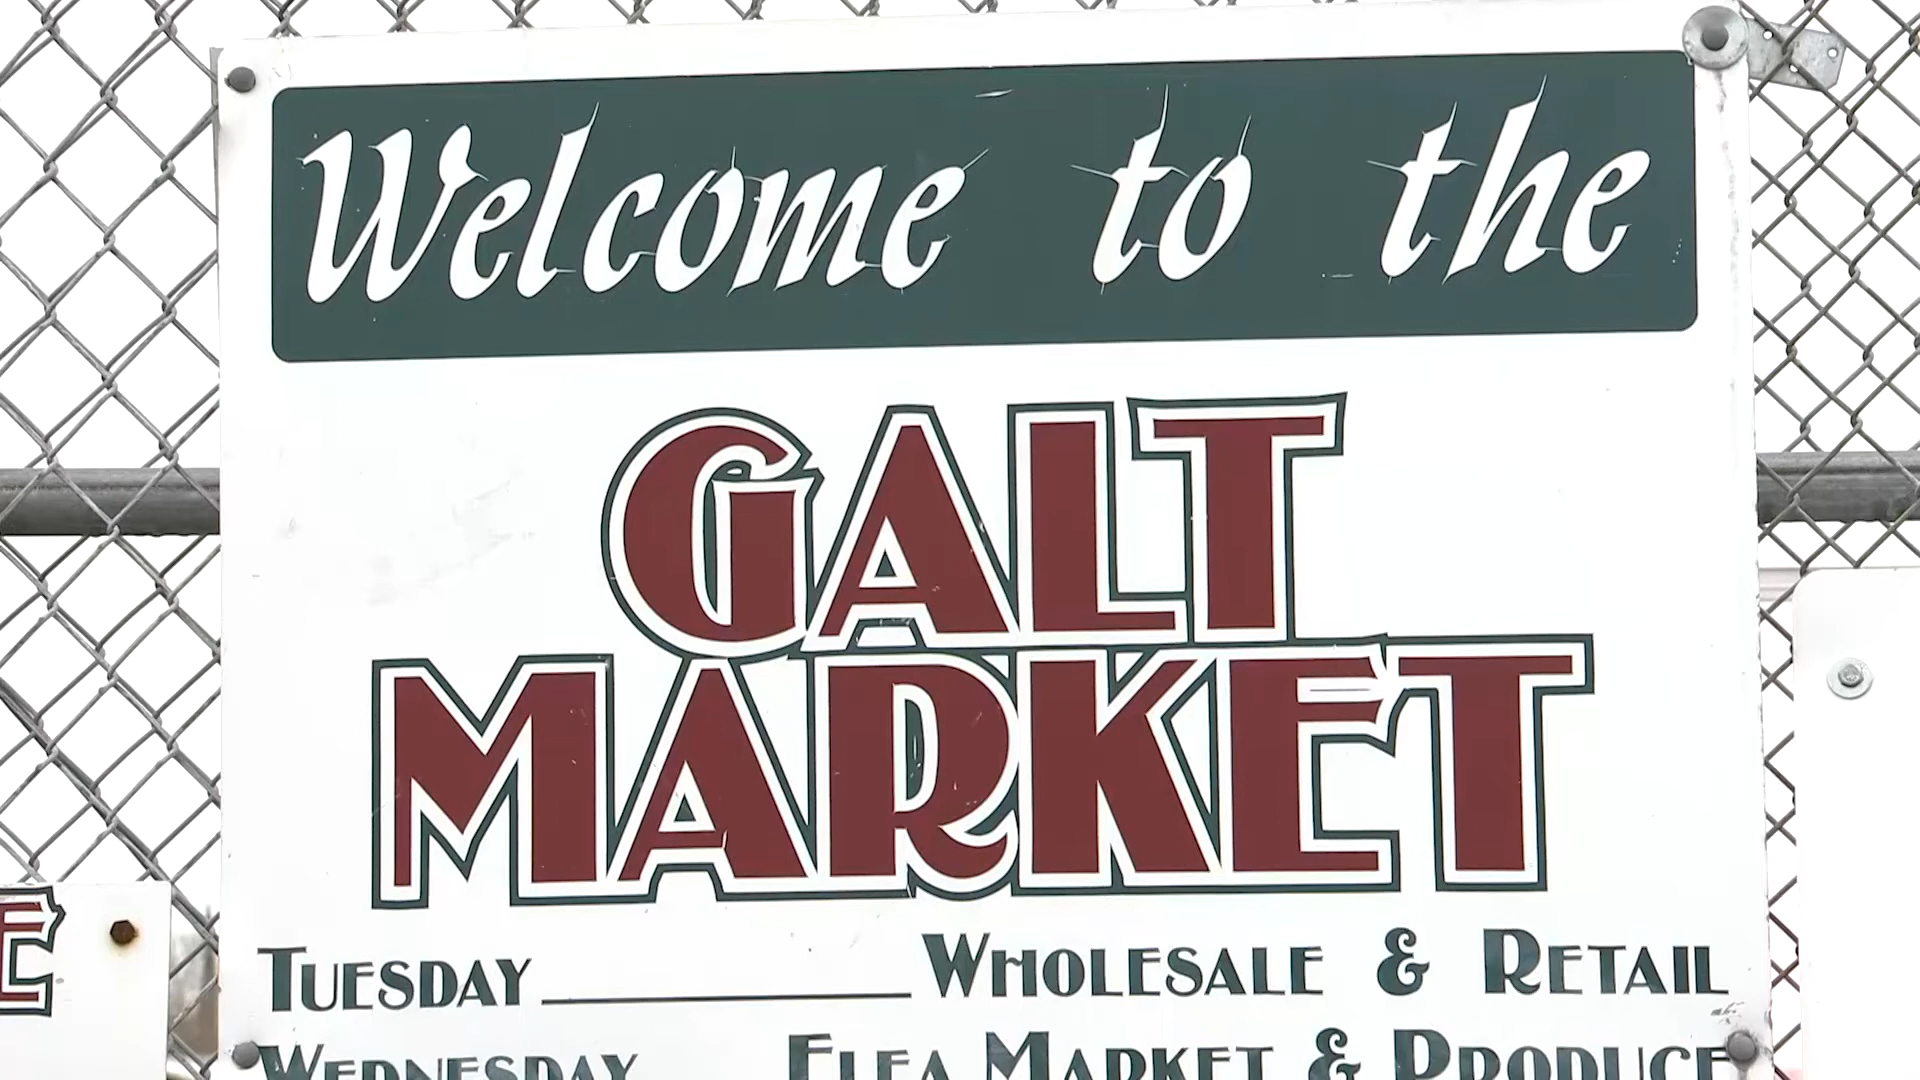 Welcome to the
GALT
MARKET
TUESDAY WHOLESALE & RETAIL
WEDNESDAY FLEA MARKET & PRODUCE